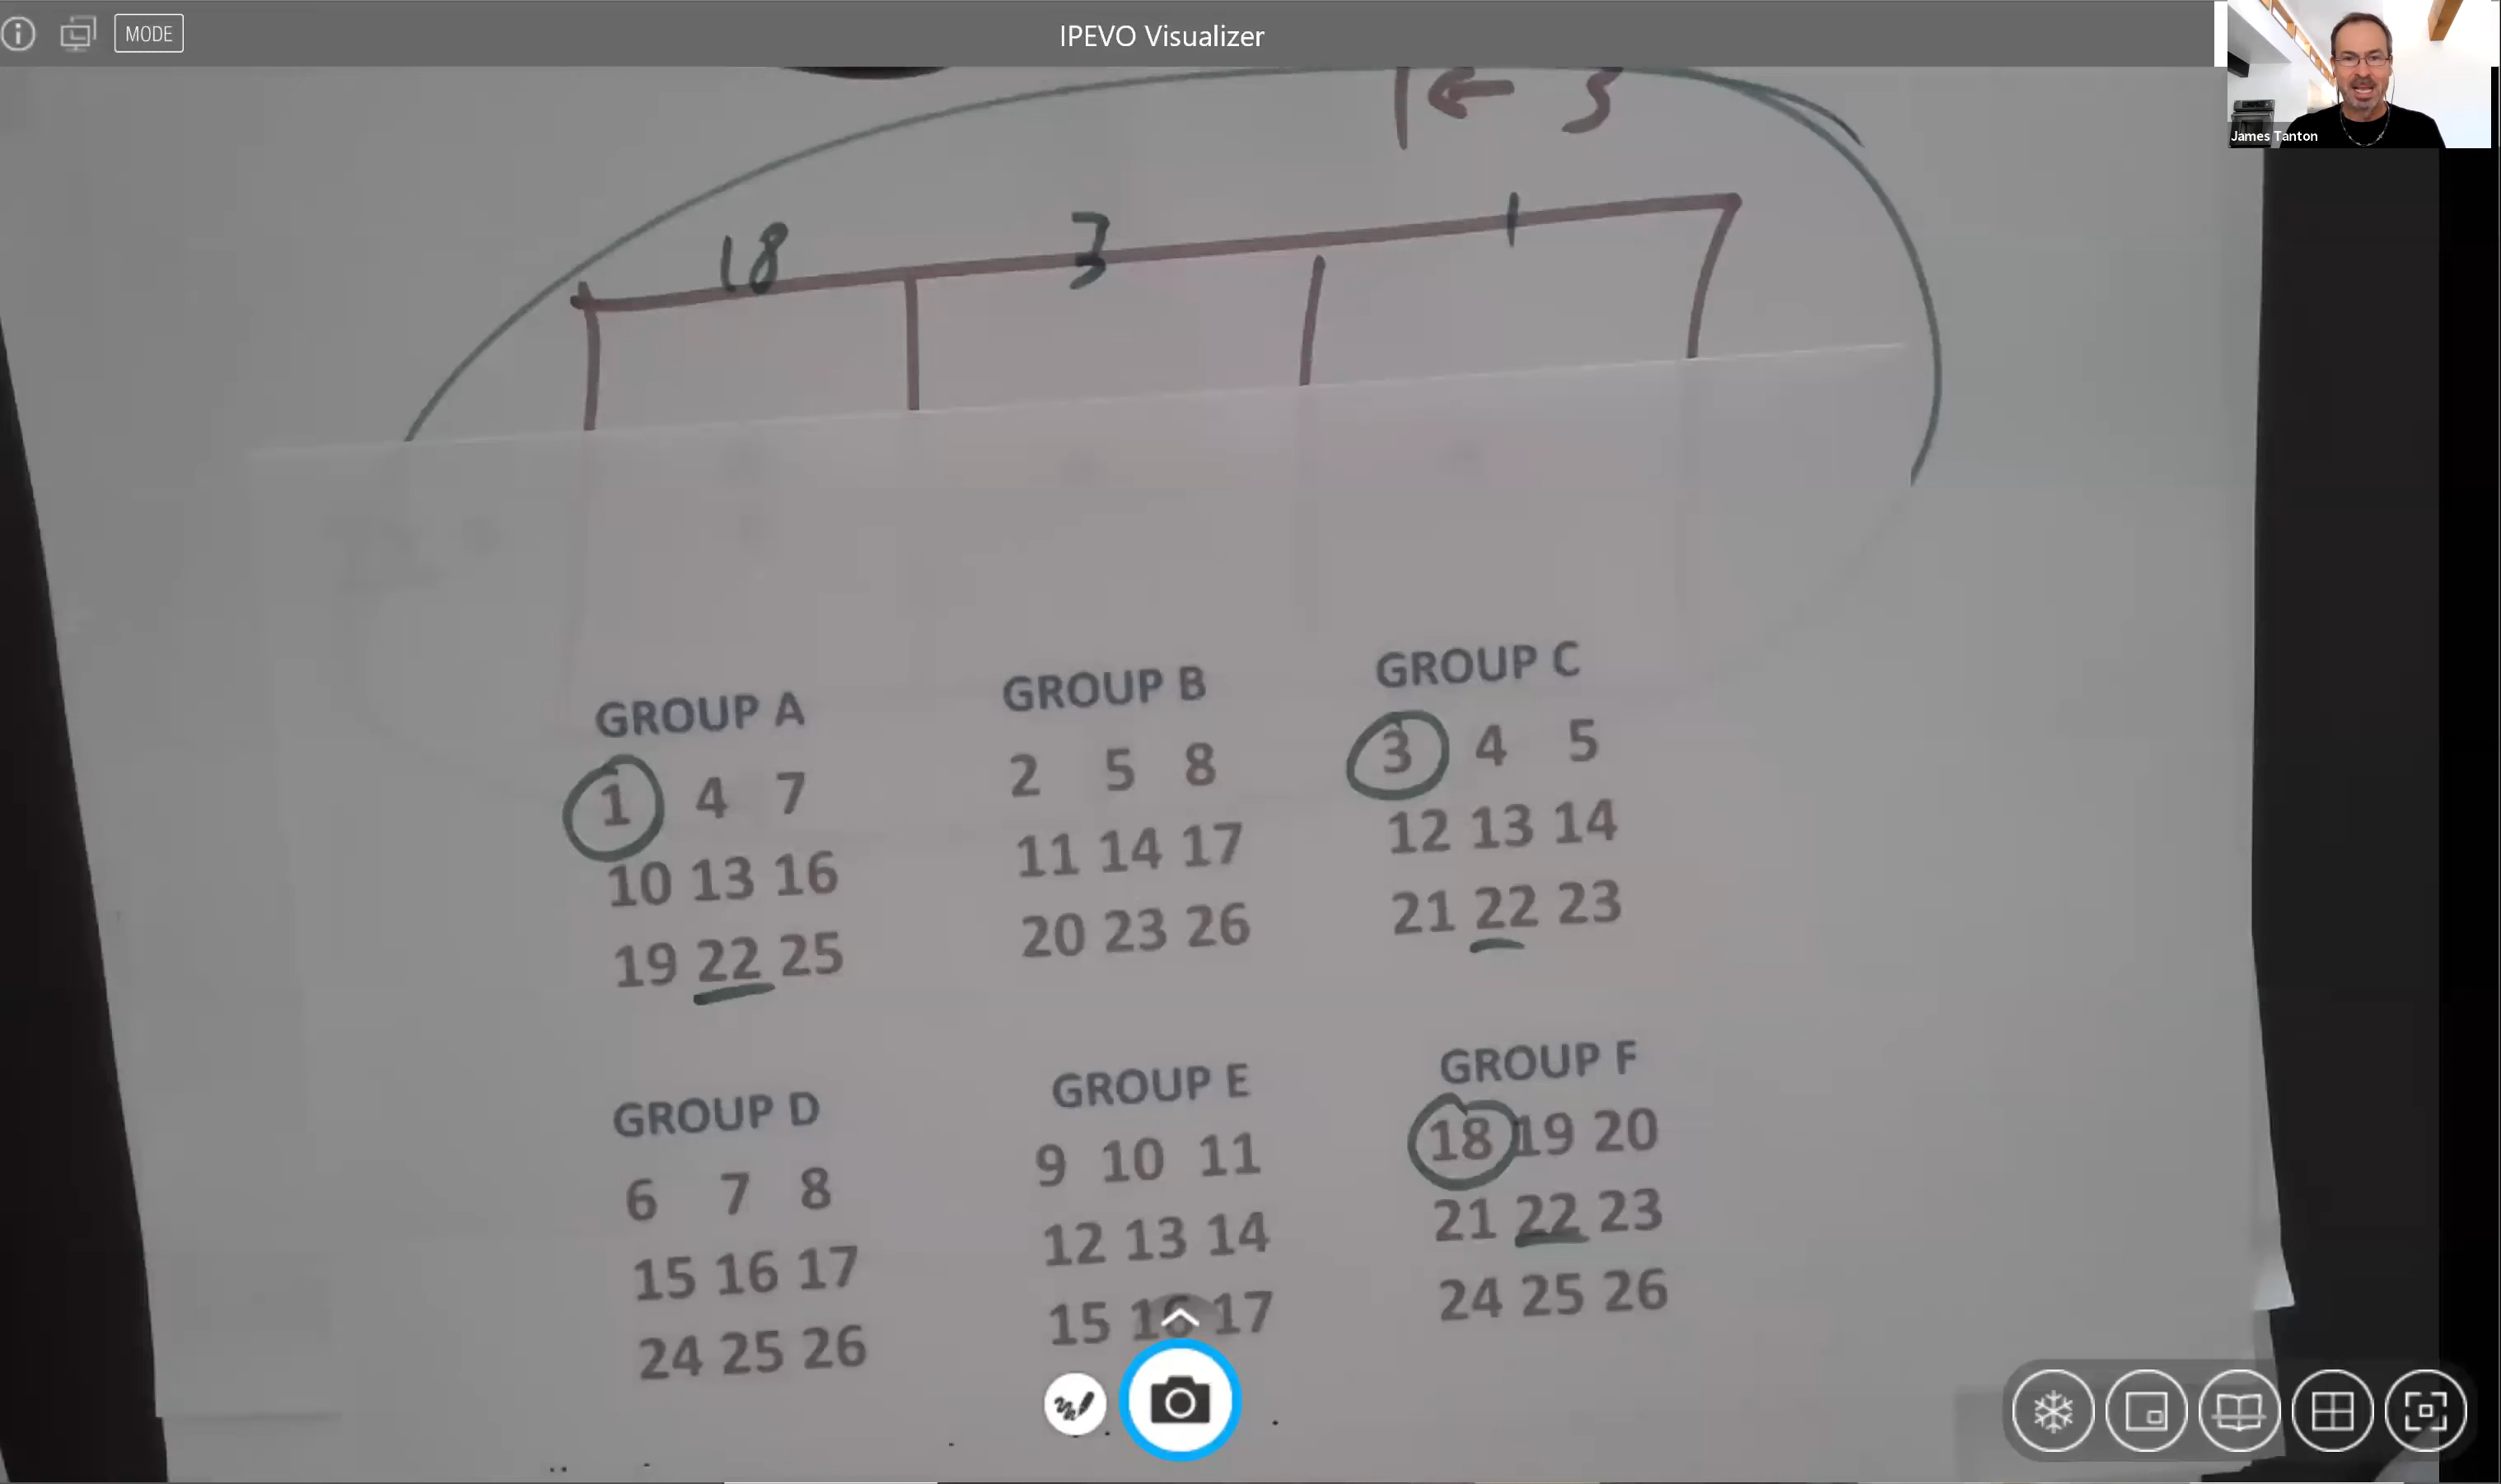 MODE
IPEVO Visualizer
James Tanton
1 ← 3
18 3 1
GROUP A GROUP B GROUP C
1 4 7 2 5 8 3 4 5
10 13 16 11 14 17 12 13 14
19 22 25 20 23 26 21 22 23
GROUP D GROUP E GROUP F
6 7 8 9 10 11 18 19 20
15 16 17 12 13 14 21 22 23
24 25 26 15 16 17 24 25 26